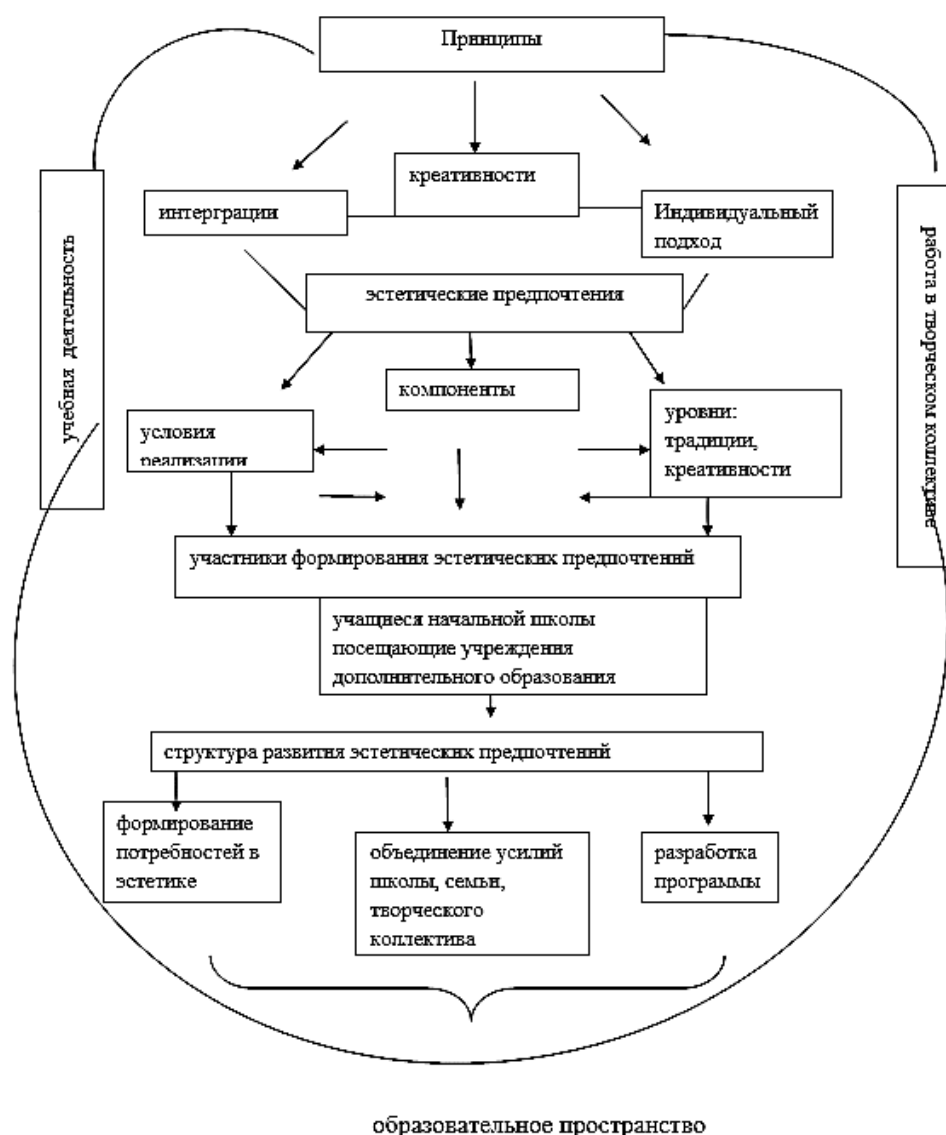 Принципы
креативности
интерграции
Индивидуальный
подход
учебная деятельность
работа в творческом коллективе
эстетические предпочтения
компоненты
условия
реализации
уровни:
традиции,
креативности
участники формирования эстетических предпочтений
учащиеся начальной школы
посещающие учреждения
дополнительного образования
структура развития эстетических предпочтений
формирование
потребностей в
эстетике
объединение усилий
школы, семьи,
творческого
коллектива
разработка
программы
образовательное пространство